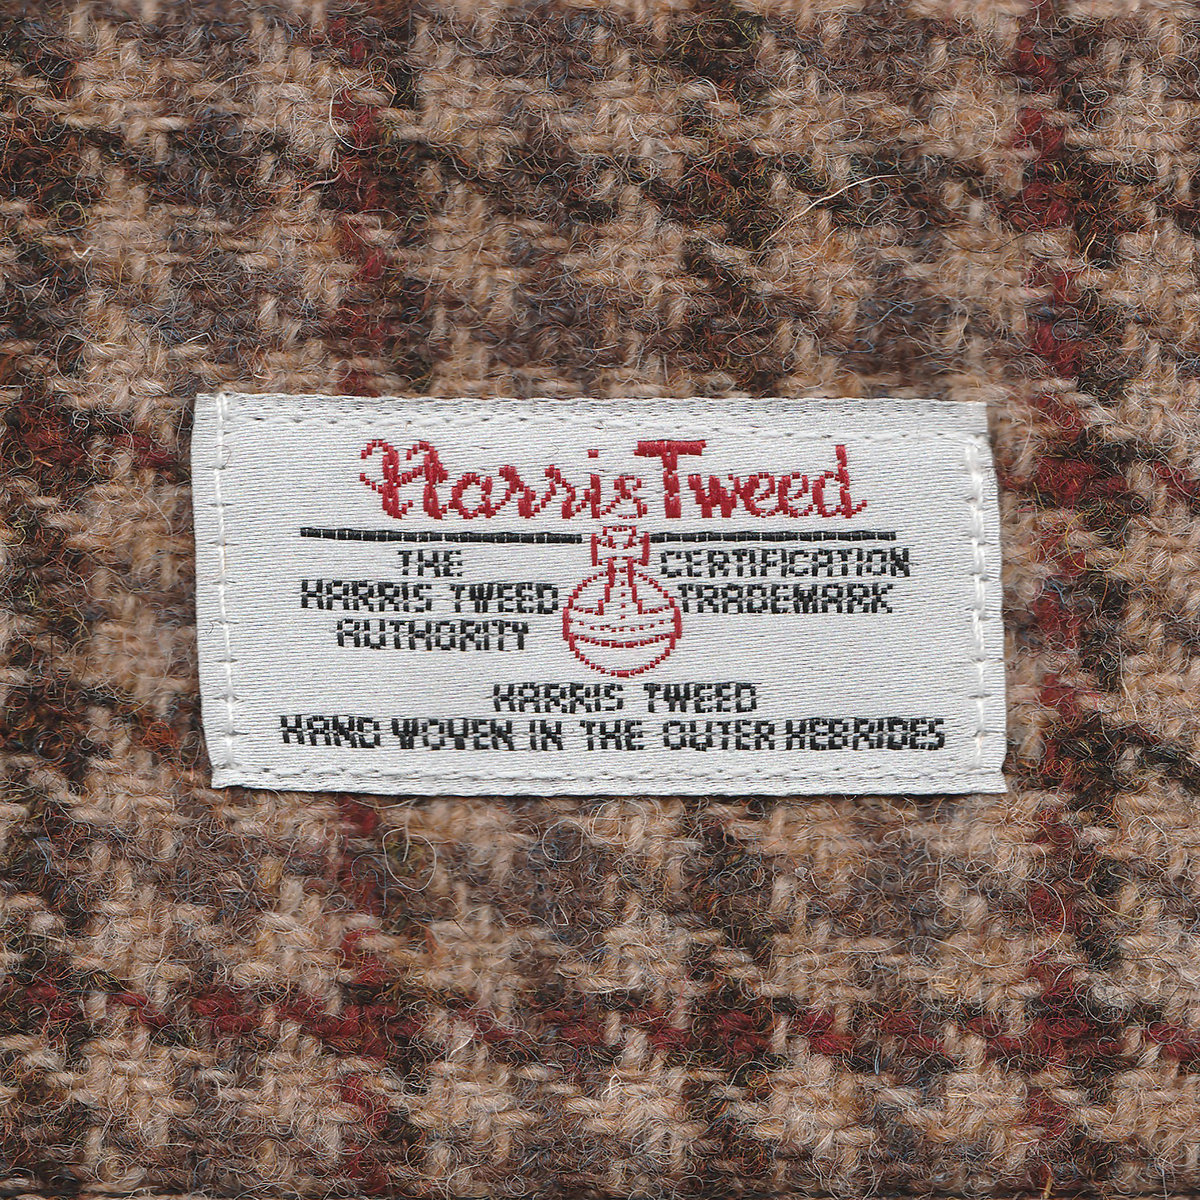 Harris Tweed
THE
HARRIS TWEED
AUTHORITY
CERTIFICATION
TRADEMARK
HARRIS TWEED
HAND WOVEN IN THE OUTER HEBRIDES